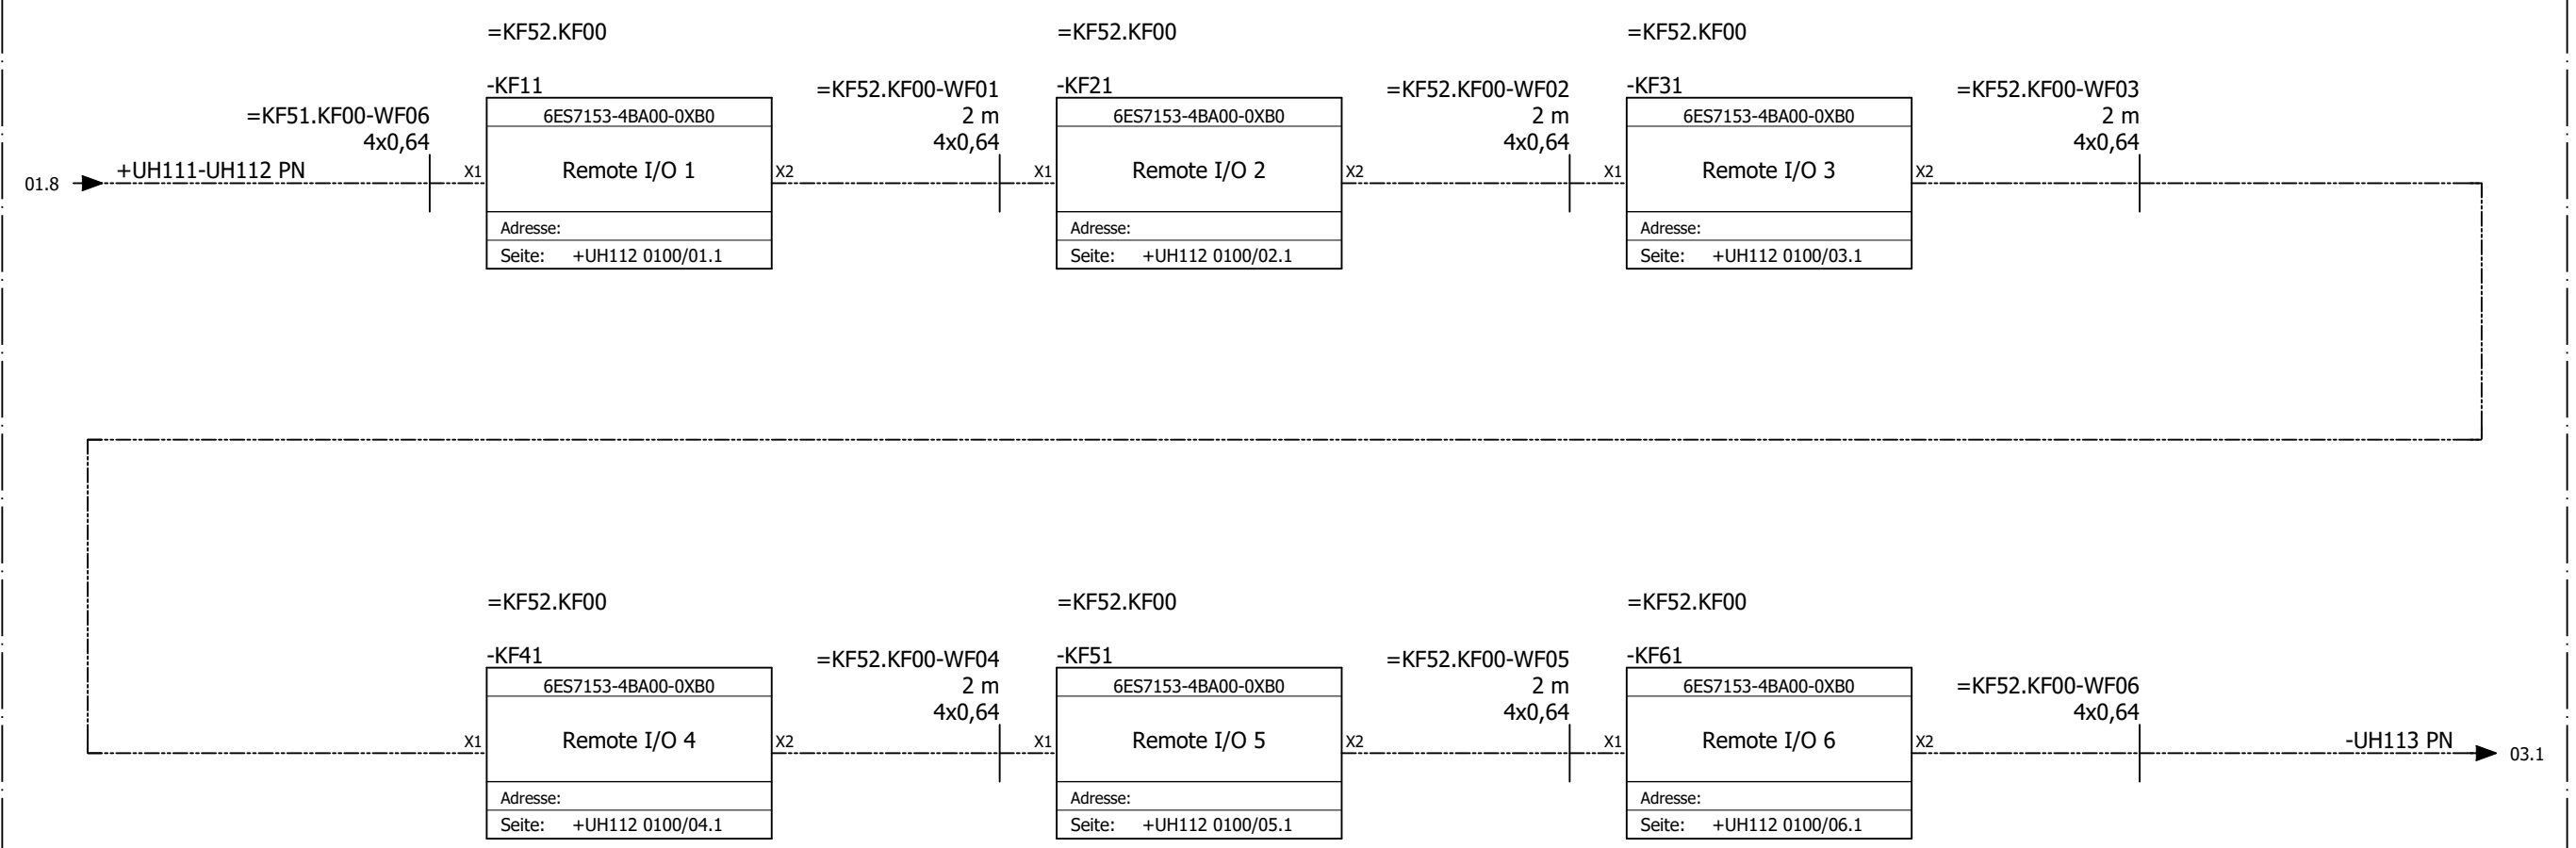 =KF52.KF00
=KF52.KF00
=KF52.KF00
-KF11
=KF52.KF00-WF01
-KF21
=KF52.KF00-WF02
-KF31
=KF52.KF00-WF03
=KF51.KF00-WF06
6ES7153-4BA00-0XB0
2 m
6ES7153-4BA00-0XB0
2 m
6ES7153-4BA00-0XB0
2 m
4x0,64
4x0,64
4x0,64
4x0,64
01.8
+UH111-UH112 PN
X1
Remote I/O 1
X2
X1
Remote I/O 2
X2
X1
Remote I/O 3
X2
Adresse:
Adresse:
Adresse:
Seite: +UH112 0100/01.1
Seite: +UH112 0100/02.1
Seite: +UH112 0100/03.1
=KF52.KF00
=KF52.KF00
=KF52.KF00
-KF41
=KF52.KF00-WF04
-KF51
=KF52.KF00-WF05
-KF61
6ES7153-4BA00-0XB0
2 m
6ES7153-4BA00-0XB0
2 m
6ES7153-4BA00-0XB0
=KF52.KF00-WF06
4x0,64
4x0,64
4x0,64
X1
Remote I/O 4
X2
X1
Remote I/O 5
X2
X1
Remote I/O 6
X2
-UH113 PN
03.1
Adresse:
Adresse:
Adresse:
Seite: +UH112 0100/04.1
Seite: +UH112 0100/05.1
Seite: +UH112 0100/06.1